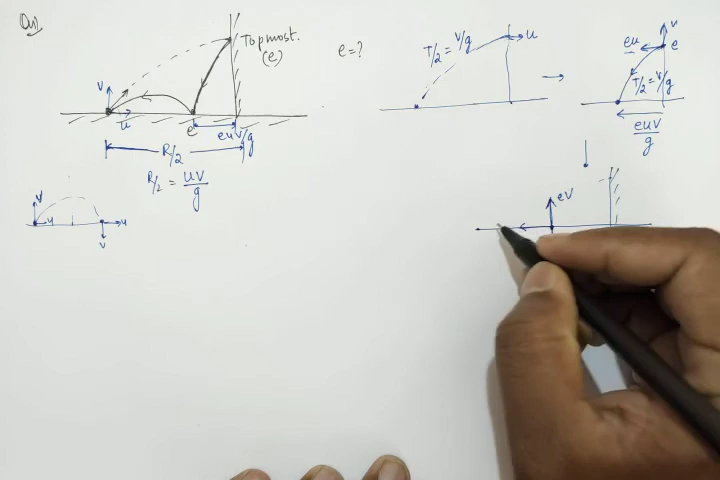 Qn)
Topmost.
(e)
e=?
v
u
e
euv/g
R/2
R/2 = uv/g
v
u
u
v
T/2 = v/g
u
eu
e
T/2 = v/g
euv/g
ev